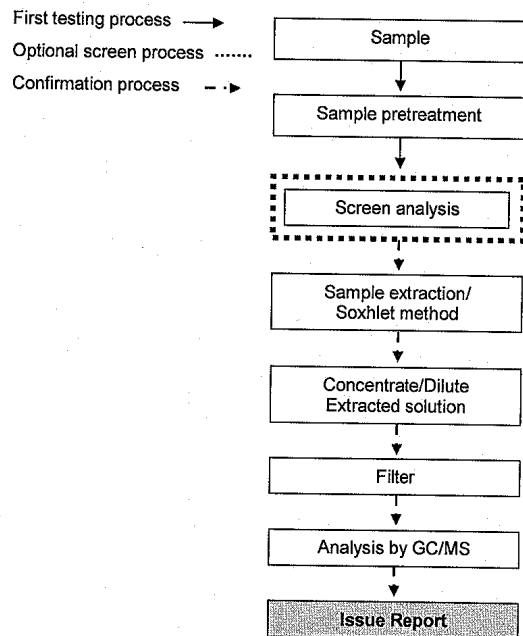 First testing process
Optional screen process
Confirmation process
Sample
Sample pretreatment
Screen analysis
Sample extraction/
Soxhlet method
Concentrate/Dilute
Extracted solution
Filter
Analysis by GC/MS
Issue Report